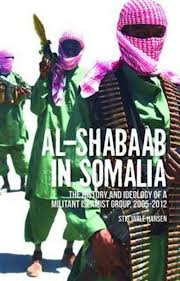 AL-SHABAAB
IN SOMALIA
THE HISTORY AND IDEOLOGY OF A
MILITANT ISLAMIST GROUP, 2005-2012
STIG JARLE HANSEN